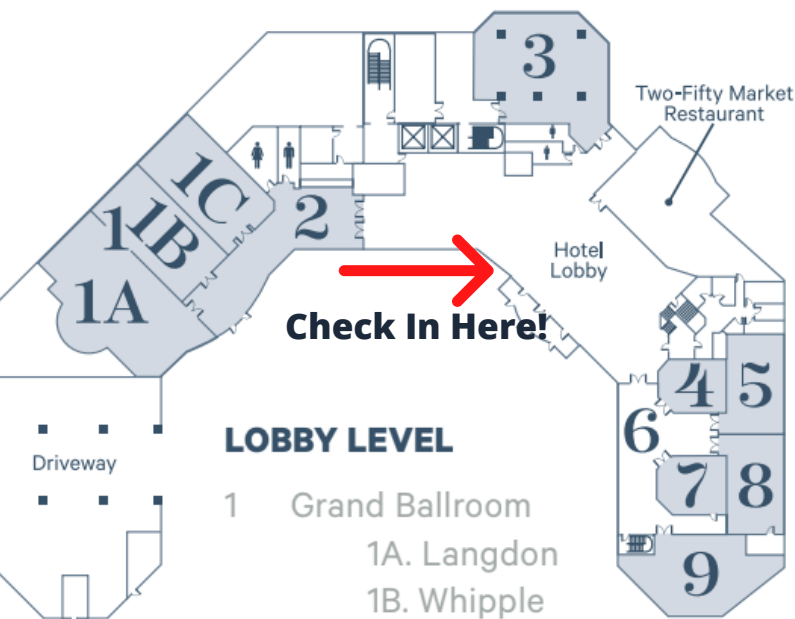 3
Two-Fifty Market
Restaurant
1C
1
1B
2
1A
Hotel
Lobby
Check In Here!
4
5
6
7
8
9
Driveway
LOBBY LEVEL
1 Grand Ballroom
1A. Langdon
1B. Whipple